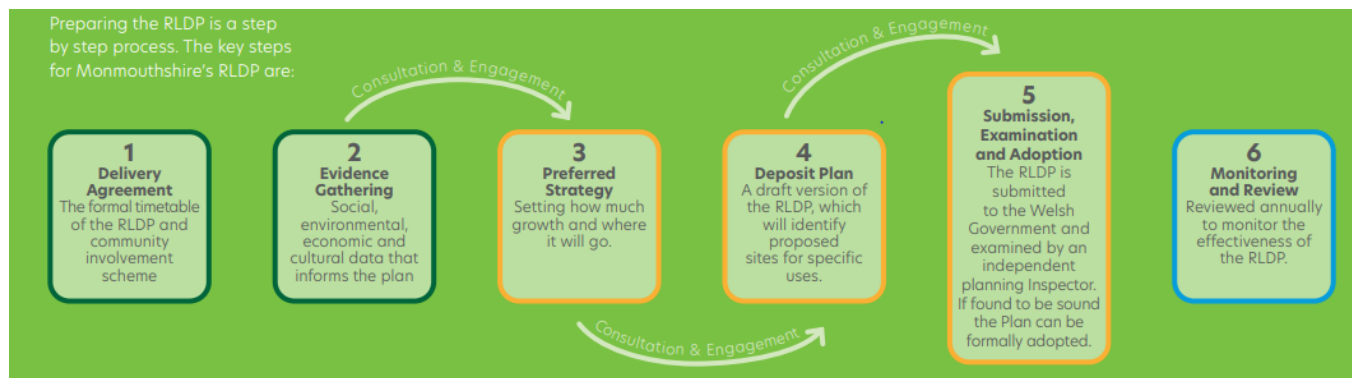 Preparing the RLDP is a step
by step process. The key steps
for Monmouthshire's RLDP are:
Consultation & Engagement
Consultation & Engagement
1
Delivery
Agreement
The formal timetable
of the RLDP and
community
involvement
scheme
2
Evidence
Gathering
Social,
environmental,
economic and
cultural data that
informs the plan
3
Preferred
Strategy
Setting how much
growth and where
it will go.
4
Deposit Plan
A draft version of
the RLDP, which
will identify
proposed
sites for specific
uses.
5
Submission,
Examination
and Adoption
The RLDP is
submitted
to the Welsh
Government and
examined by an
independent
planning Inspector.
If found to be sound
the Plan can be
formally adopted.
6
Monitoring
and Review
Reviewed annually
to monitor the
effectiveness of
the RLDP.
Consultation & Engagement